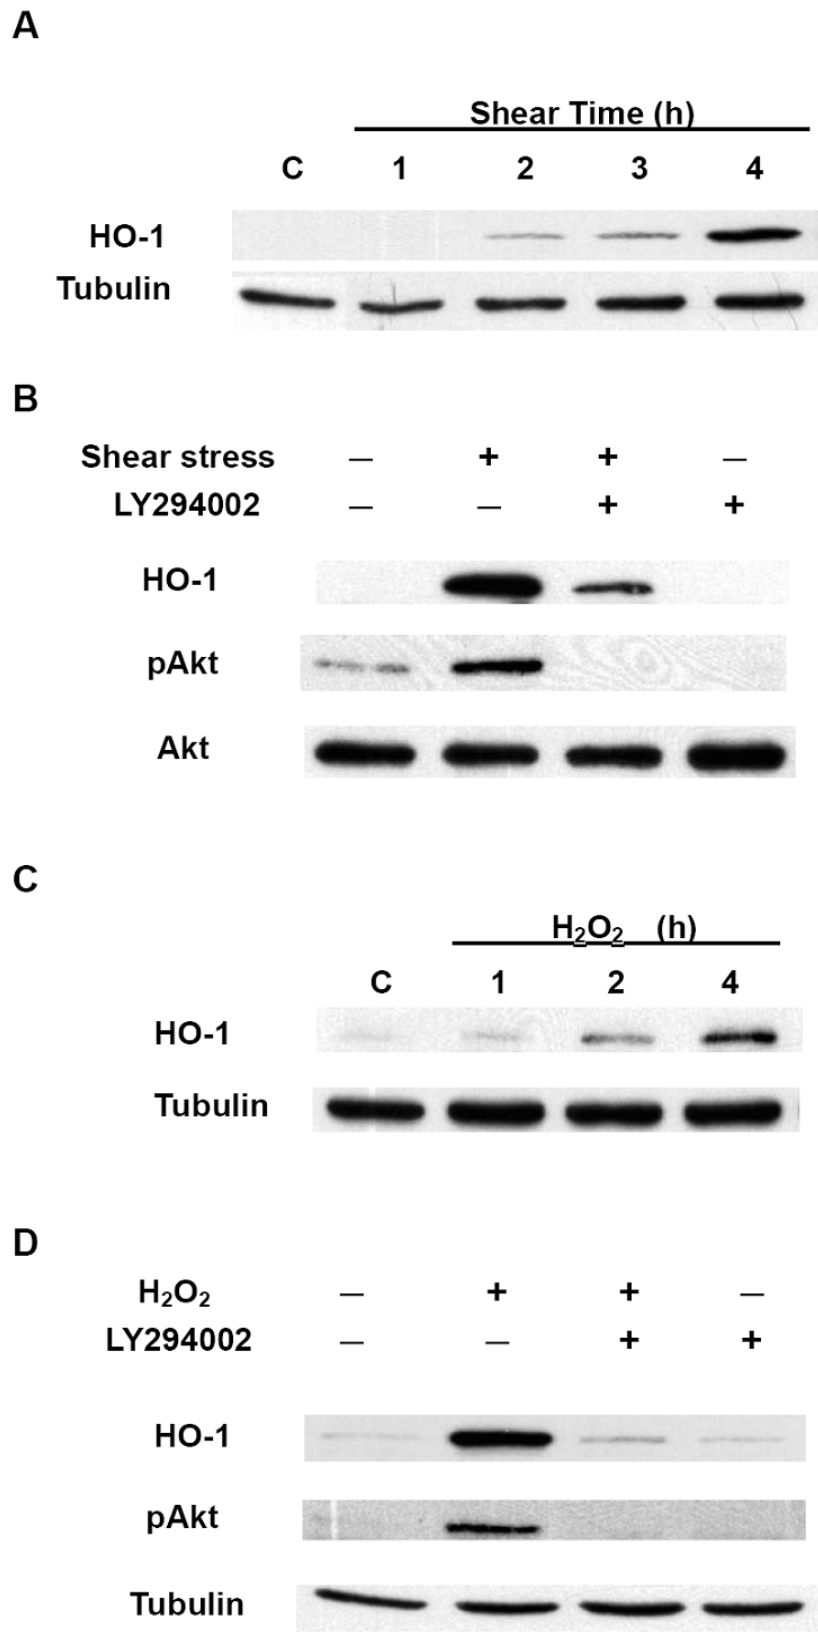 A
Shear Time (h)
C 1 2 3 4
HO-1
Tubulin
B
Shear stress — + + —
LY294002 — — + +
HO-1
pAkt
Akt
C
H₂O₂ (h)
C 1 2 4
HO-1
Tubulin
D
H₂O₂ — + + —
LY294002 — — + +
HO-1
pAkt
Tubulin